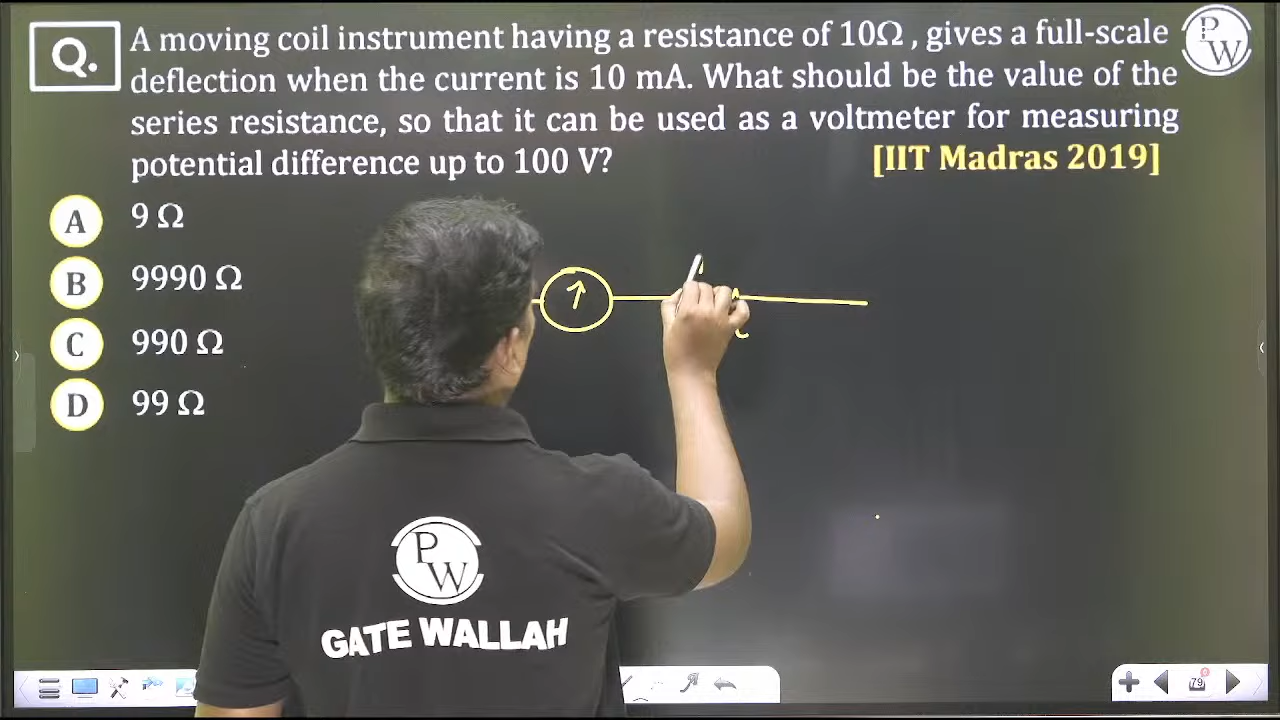 Q.
A moving coil instrument having a resistance of 10Ω , gives a full-scale
deflection when the current is 10 mA. What should be the value of the
series resistance, so that it can be used as a voltmeter for measuring
potential difference up to 100 V?
[IIT Madras 2019]
P
W
A 9 Ω
B 9990 Ω
C 990 Ω
D 99 Ω
P
W
GATE WALLAH
79